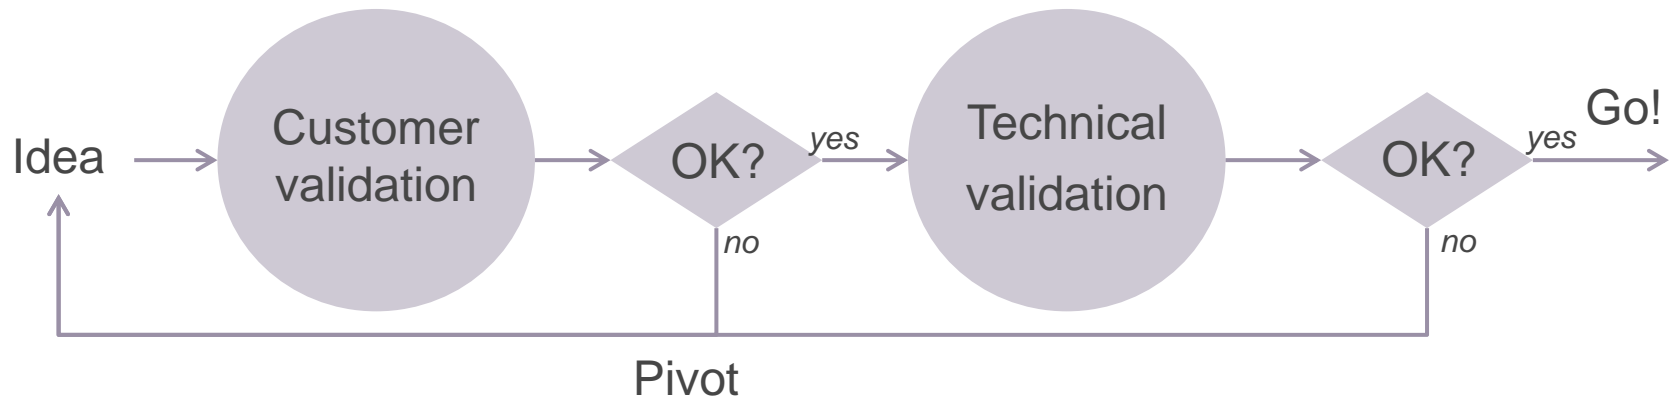 Idea
Customer
validation
OK?
yes
no
Technical
validation
OK?
yes
no
Go!
Pivot